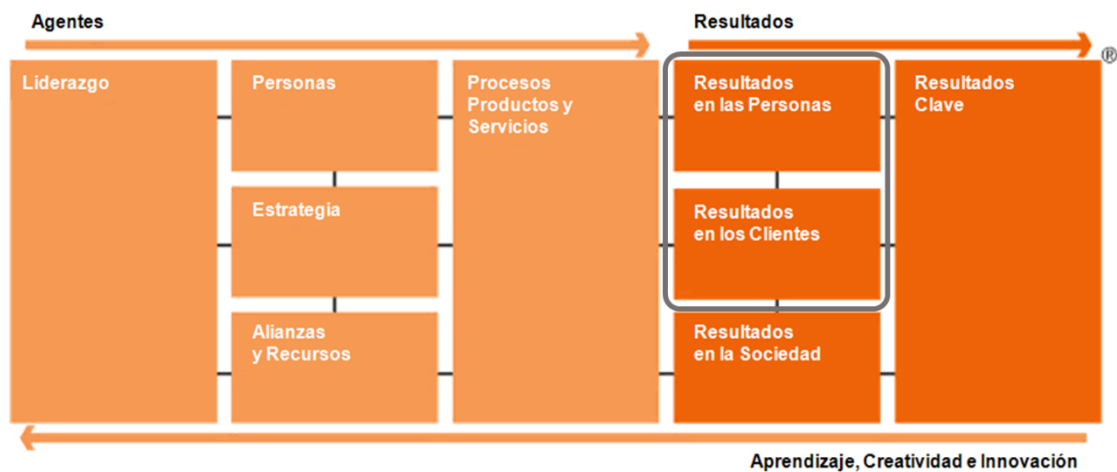 Agentes
Resultados
®
Liderazgo
Personas
Procesos
Productos y
Servicios
Resultados
en las Personas
Resultados
Clave
Estrategia
Resultados
en los Clientes
Alianzas
y Recursos
Resultados
en la Sociedad
Aprendizaje, Creatividad e Innovación